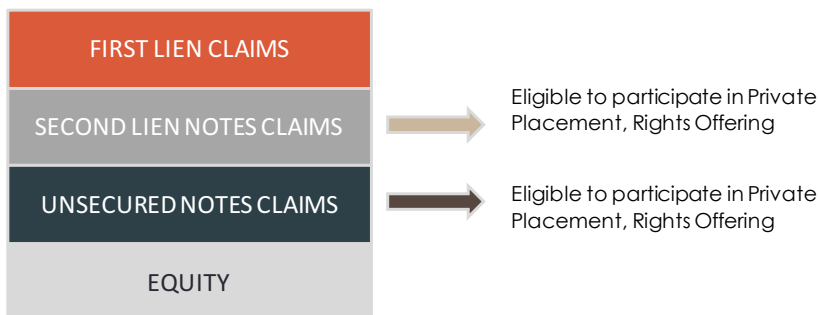 FIRST LIEN CLAIMS
SECOND LIEN NOTES CLAIMS
Eligible to participate in Private
Placement, Rights Offering
UNSECURED NOTES CLAIMS
Eligible to participate in Private
Placement, Rights Offering
EQUITY